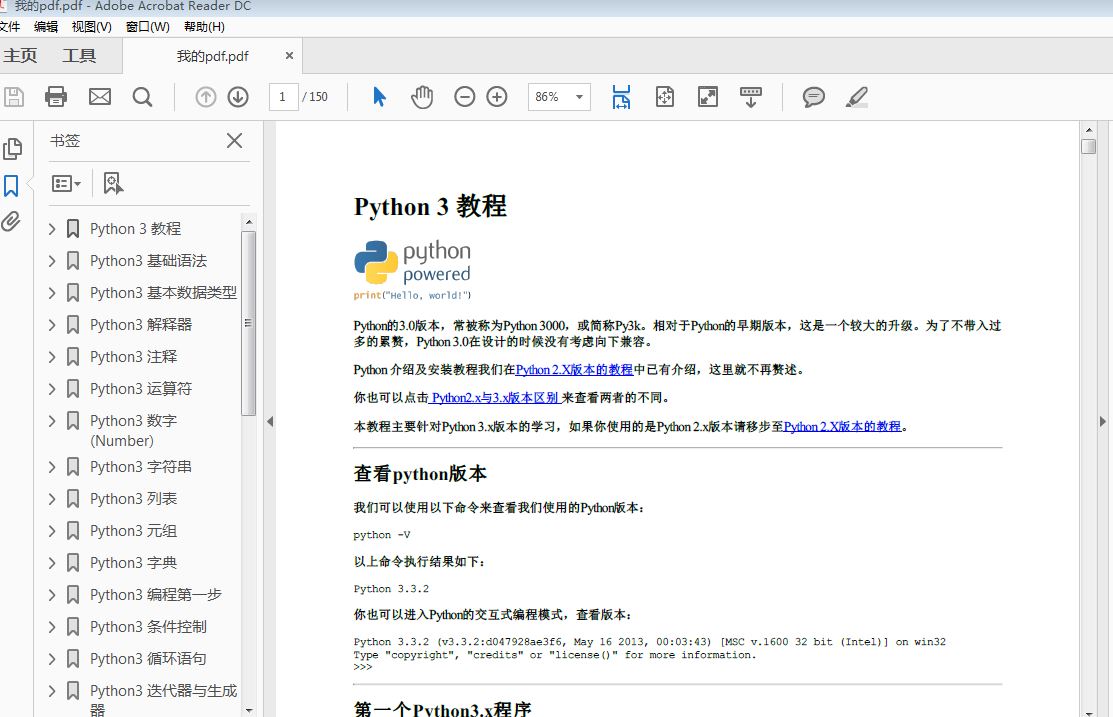 我的pdf.pdf - Adobe Acrobat Reader DC
文件 编辑 视图(V) 窗口(W) 帮助(H)
主页 工具 我的pdf.pdf ×
1 / 150 86%
书签
Python 3 教程
Python3 基础语法
Python3 基本数据类型
Python3 解释器
Python3 注释
Python3 运算符
Python3 数字
(Number)
Python3 字符串
Python3 列表
Python3 元组
Python3 字典
Python3 编程第一步
Python3 条件控制
Python3 循环语句
Python3 迭代器与生成
器
Python 3 教程
python
powered
print("Hello, world!")
Python的3.0版本，常被称为Python 3000，或简称Py3k。相对于Python的早期版本，这是一个较大的升级。为了不带入过
多的累赘，Python 3.0在设计的时候没有考虑向下兼容。
Python 介绍及安装教程我们在Python 2.X版本的教程中已有介绍，这里就不再赘述。
你也可以点击 Python2.x与3.x版本区别 来查看两者的不同。
本教程主要针对Python 3.x版本的学习，如果你使用的是Python 2.x版本请移步至Python 2.X版本的教程。
查看python版本
我们可以使用以下命令来查看我们使用的Python版本：
python -V
以上命令执行结果如下：
Python 3.3.2
你也可以进入Python的交互式编程模式，查看版本：
Python 3.3.2 (v3.3.2:d047928ae3f6, May 16 2013, 00:03:43) [MSC v.1600 32 bit (Intel)] on win32
Type "copyright", "credits" or "license()" for more information.
>>>
第一个Python3.x程序